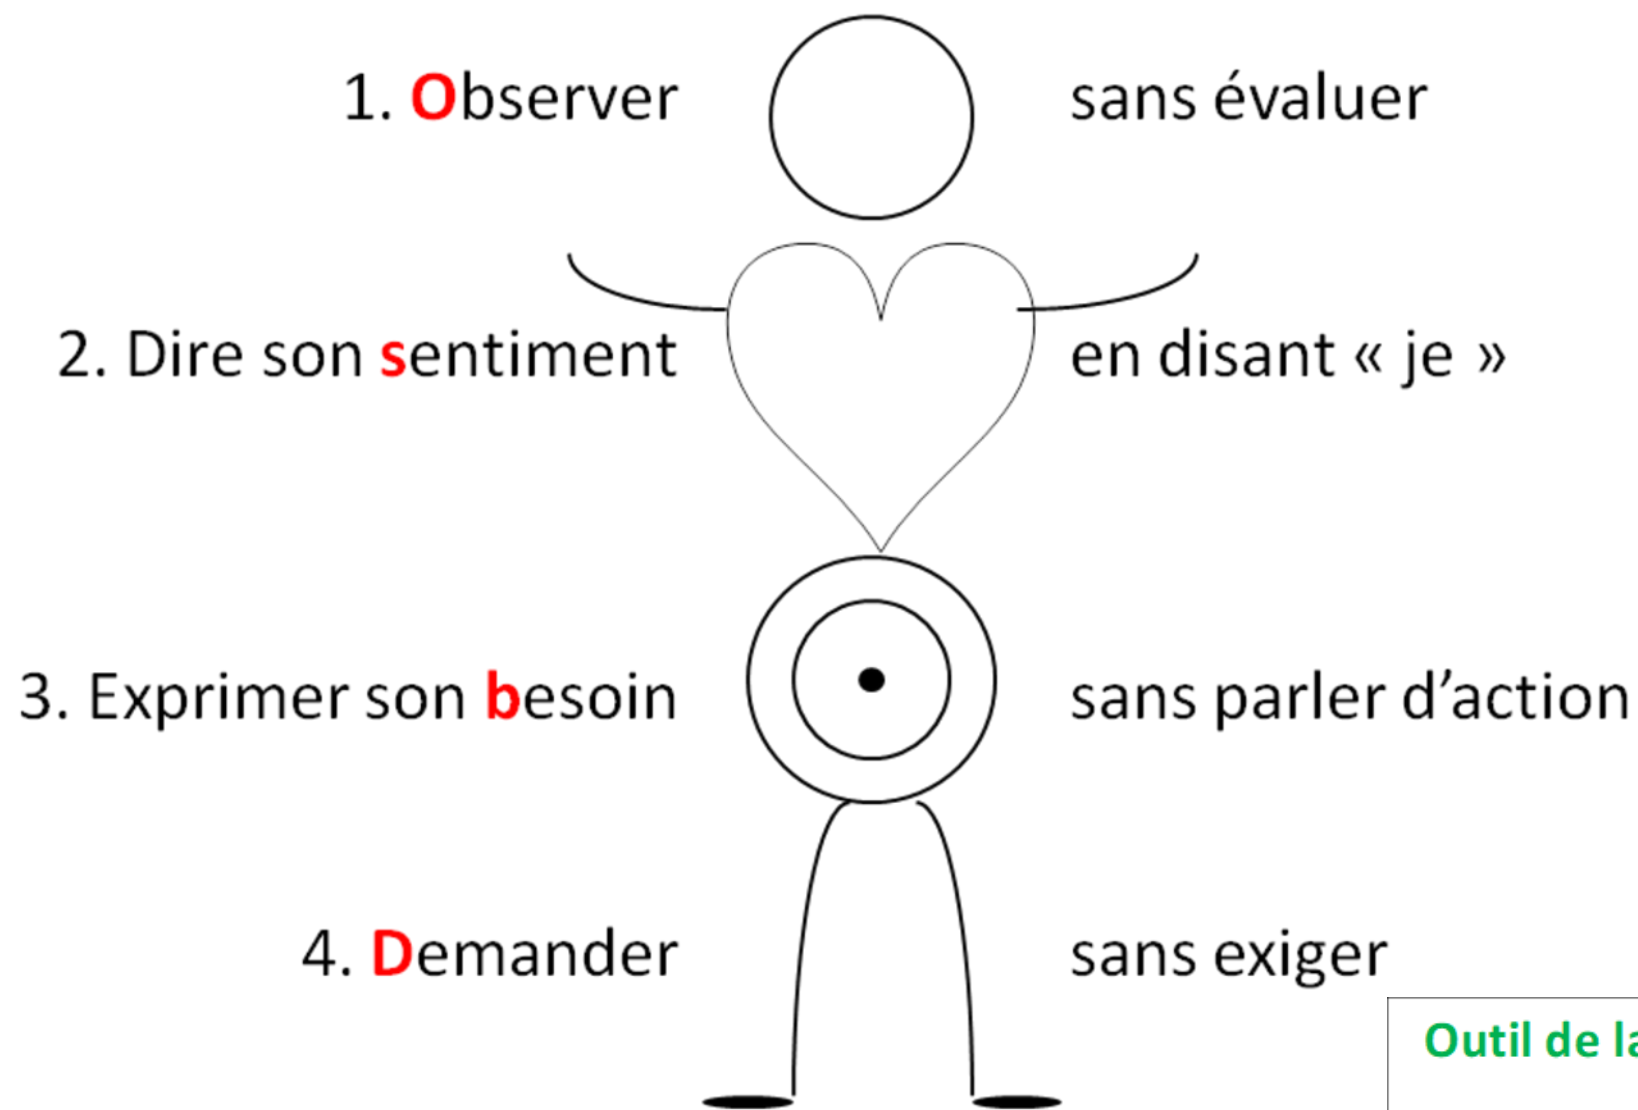 1. Observer sans évaluer
2. Dire son sentiment en disant « je »
3. Exprimer son besoin sans parler d’action
4. Demander sans exiger
Outil de la